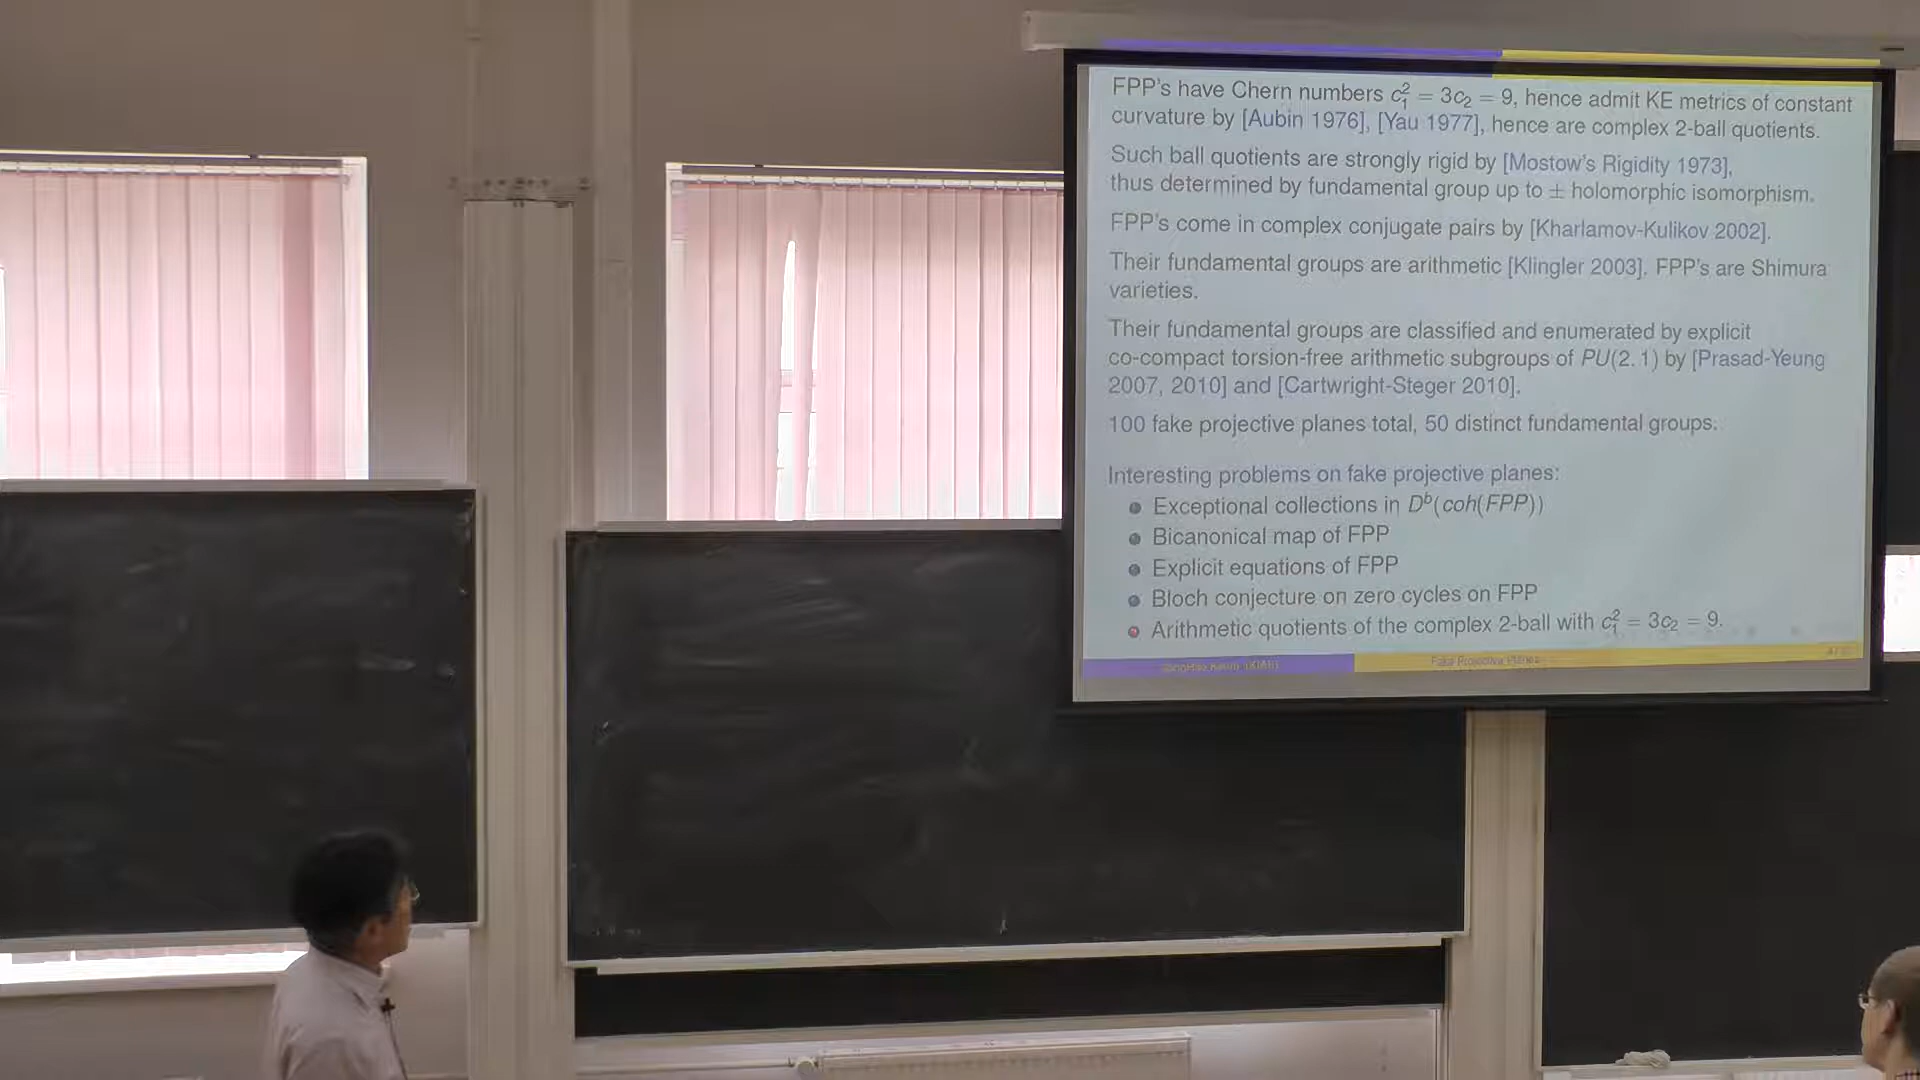 FPP's have Chern numbers c₁² = 3c₂ = 9, hence admit KE metrics of constant
curvature by [Aubin 1976], [Yau 1977], hence are complex 2-ball quotients.
Such ball quotients are strongly rigid by [Mostow's Rigidity 1973],
thus determined by fundamental group up to ± holomorphic isomorphism.
FPP's come in complex conjugate pairs by [Kharlamov-Kulikov 2002].
Their fundamental groups are arithmetic [Klingler 2003]. FPP's are Shimura
varieties.
Their fundamental groups are classified and enumerated by explicit
co-compact torsion-free arithmetic subgroups of PU(2, 1) by [Prasad-Yeung
2007, 2010] and [Cartwright-Steger 2010].
100 fake projective planes total, 50 distinct fundamental groups.
Interesting problems on fake projective planes:
Exceptional collections in Dᵇ(coh(FPP))
Bicanonical map of FPP
Explicit equations of FPP
Bloch conjecture on zero cycles on FPP
Arithmetic quotients of the complex 2-ball with c₁² = 3c₂ = 9.
Fake Projective Planes